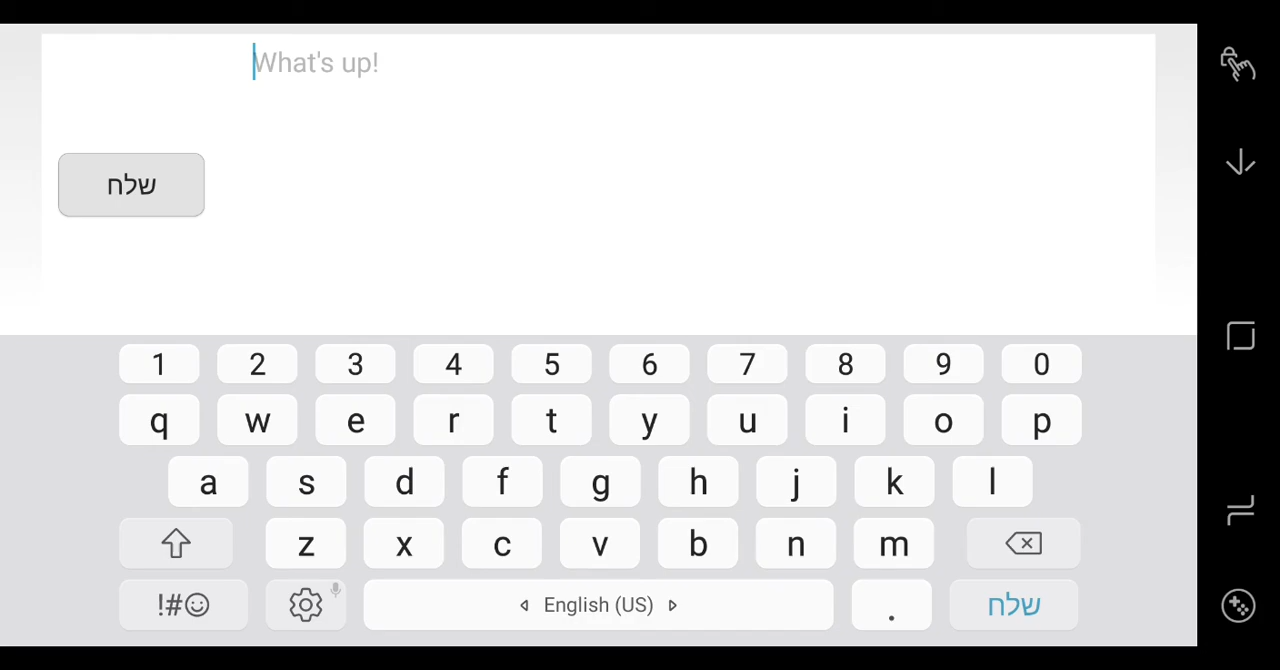 What's up!
שלח
1 2 3 4 5 6 7 8 9 0
q w e r t y u i o p
a s d f g h j k l
z x c v b n m
!#☺ English (US) . שלח